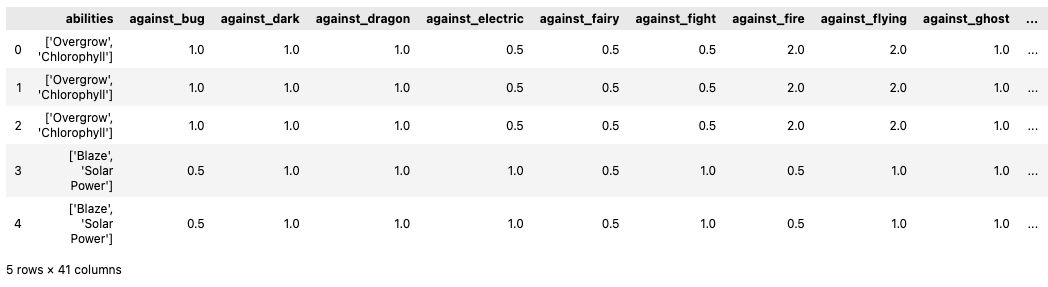 abilities against_bug against_dark against_dragon against_electric against_fairy against_fight against_fire against_flying against_ghost ...
0 ['Overgrow', 'Chlorophyll'] 1.0 1.0 1.0 0.5 0.5 0.5 2.0 2.0 1.0 ...
1 ['Overgrow', 'Chlorophyll'] 1.0 1.0 1.0 0.5 0.5 0.5 2.0 2.0 1.0 ...
2 ['Overgrow', 'Chlorophyll'] 1.0 1.0 1.0 0.5 0.5 0.5 2.0 2.0 1.0 ...
3 ['Blaze', 'Solar Power'] 0.5 1.0 1.0 1.0 0.5 1.0 0.5 1.0 1.0 ...
4 ['Blaze', 'Solar Power'] 0.5 1.0 1.0 1.0 0.5 1.0 0.5 1.0 1.0 ...
5 rows × 41 columns